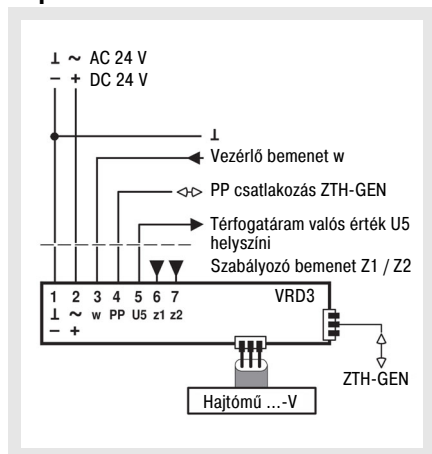 ⊥ ~ AC 24 V
– + DC 24 V
⊥
Vezérlő bemenet w
PP csatlakozás ZTH-GEN
Térfogatáram valós érték U5
helyszíni
Szabályozó bemenet Z1 / Z2
1 2 3 4 5 6 7 VRD3
⊥ ~ w PP U5 z1 z2
– +
ZTH-GEN
Hajtómű ...-V